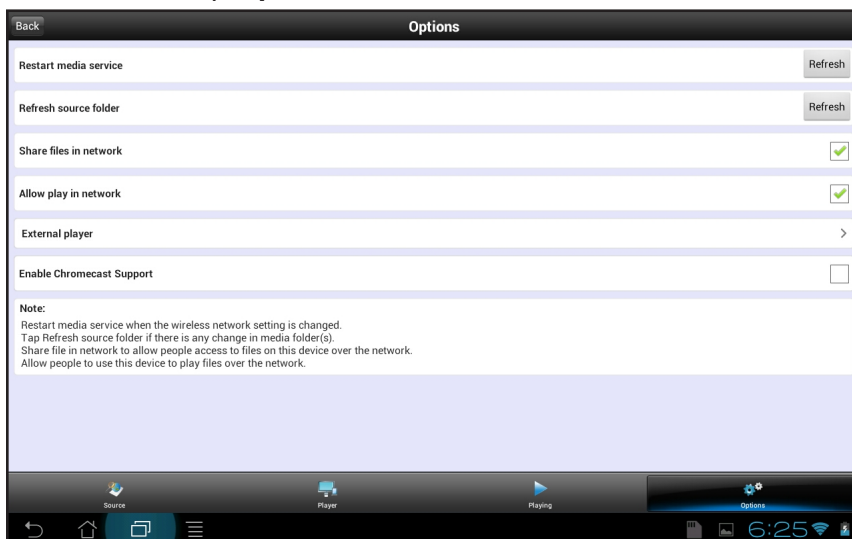 Back
Options
Restart media service
Refresh
Refresh source folder
Refresh
Share files in network
Allow play in network
External player
Enable Chromecast Support
Note:
Restart media service when the wireless network setting is changed.
Tap Refresh source folder if there is any change in media folder(s).
Share file in network to allow people access to files on this device over the network.
Allow people to use this device to play files over the network.
Source
Player
Playing
Options
6:25